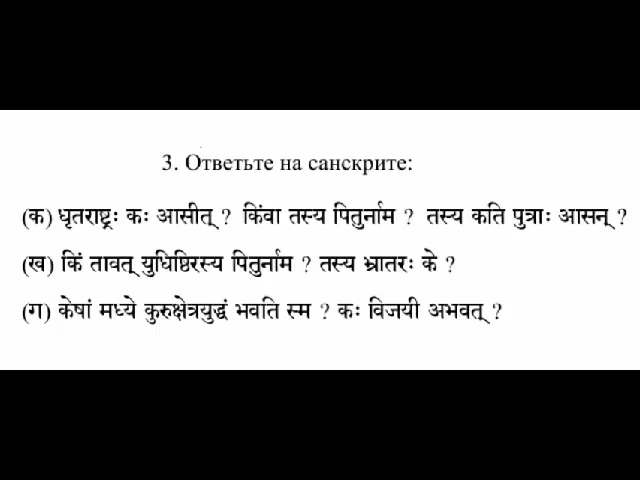 3. Ответьте на санскрите:
(क) धृतराष्ट्रः कः आसीत् ? किंवा तस्य पितुर्नाम ? तस्य कति पुत्राः आसन् ?
(ख) किं तावत् युधिष्ठिरस्य पितुर्नाम ? तस्य भ्रातरः के ?
(ग) केषां मध्ये कुरुक्षेत्रयुद्धं भवति स्म ? कः विजयी अभवत् ?